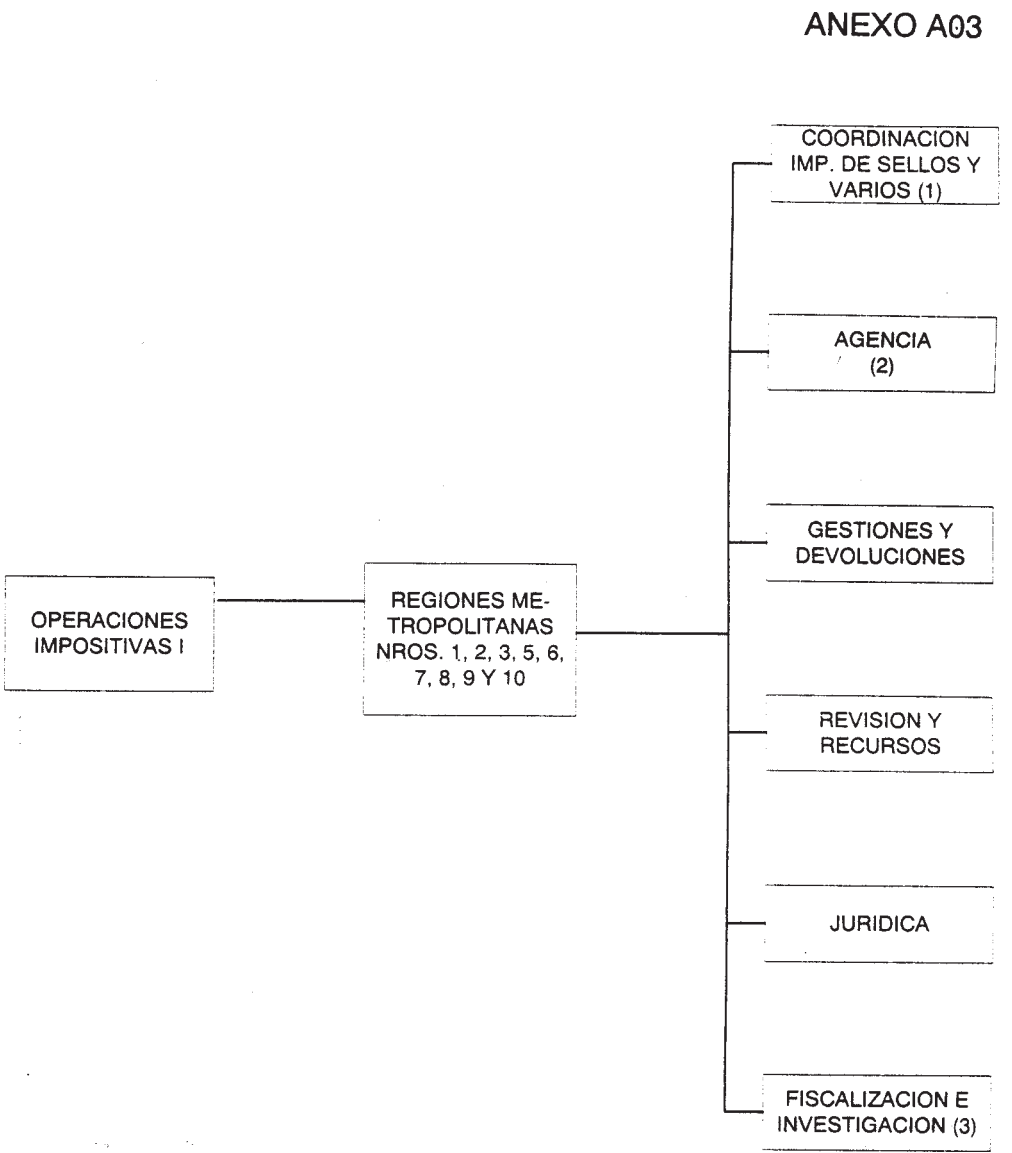 ANEXO A03
COORDINACION
IMP. DE SELLOS Y
VARIOS (1)
AGENCIA
(2)
GESTIONES Y
DEVOLUCIONES
OPERACIONES
IMPOSITIVAS I
REGIONES ME-
TROPOLITANAS
NROS. 1, 2, 3, 5, 6,
7, 8, 9 Y 10
REVISION Y
RECURSOS
JURIDICA
FISCALIZACION E
INVESTIGACION (3)